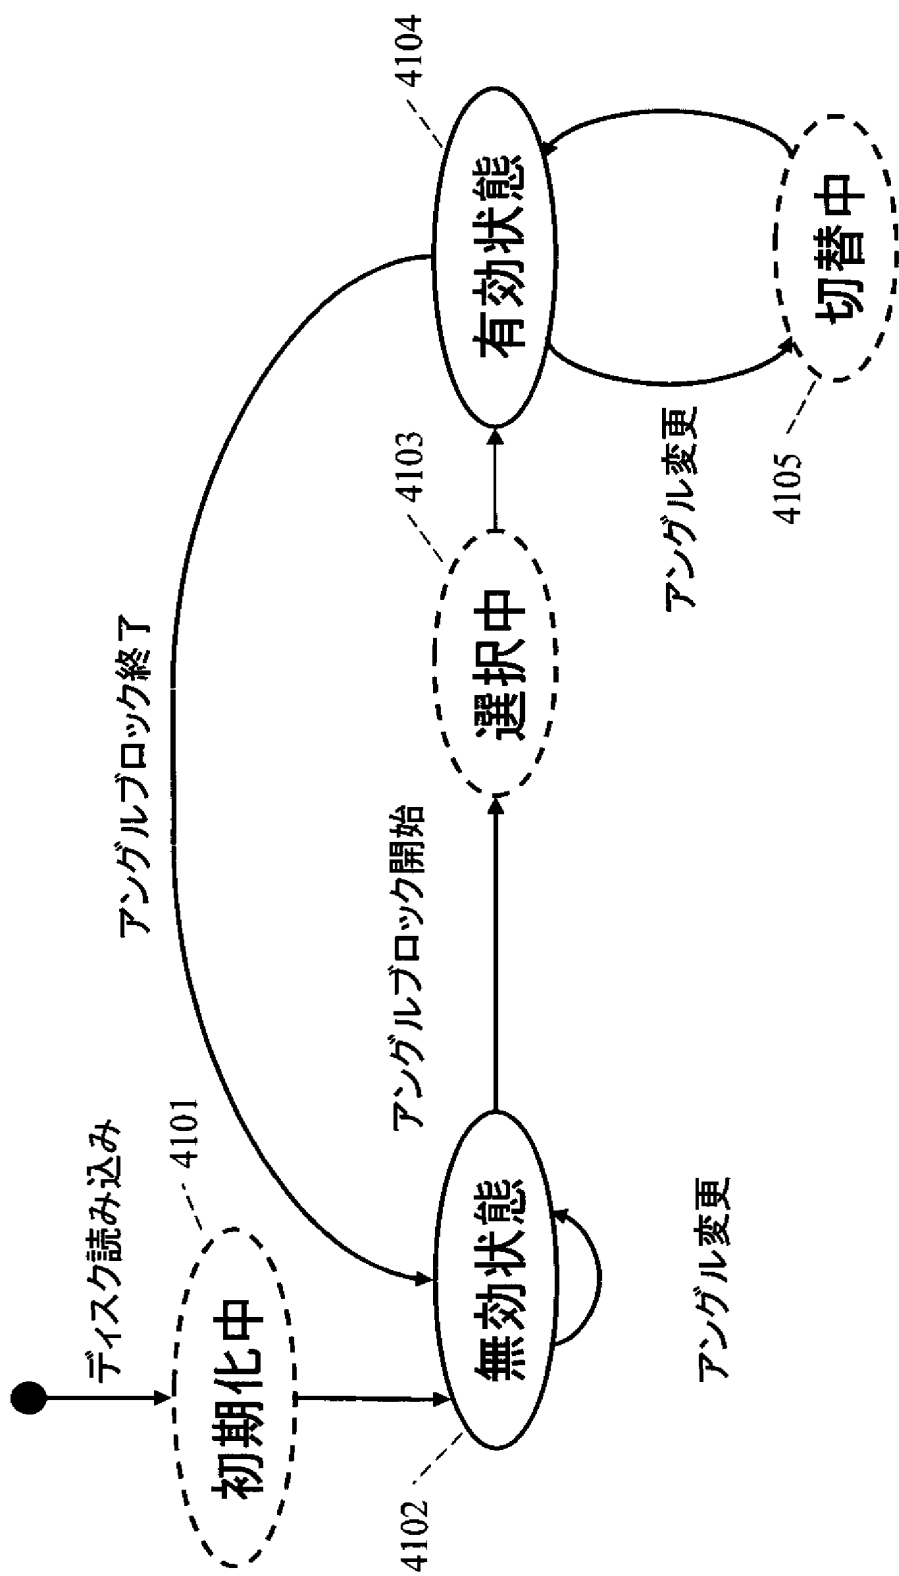 ディスク読み込み
初期化中
4101
アングルブロック終了
無効状態
4102
アングル変更
アングルブロック開始
選択中
4103
有効状態
4104
アングル変更
切替中
4105